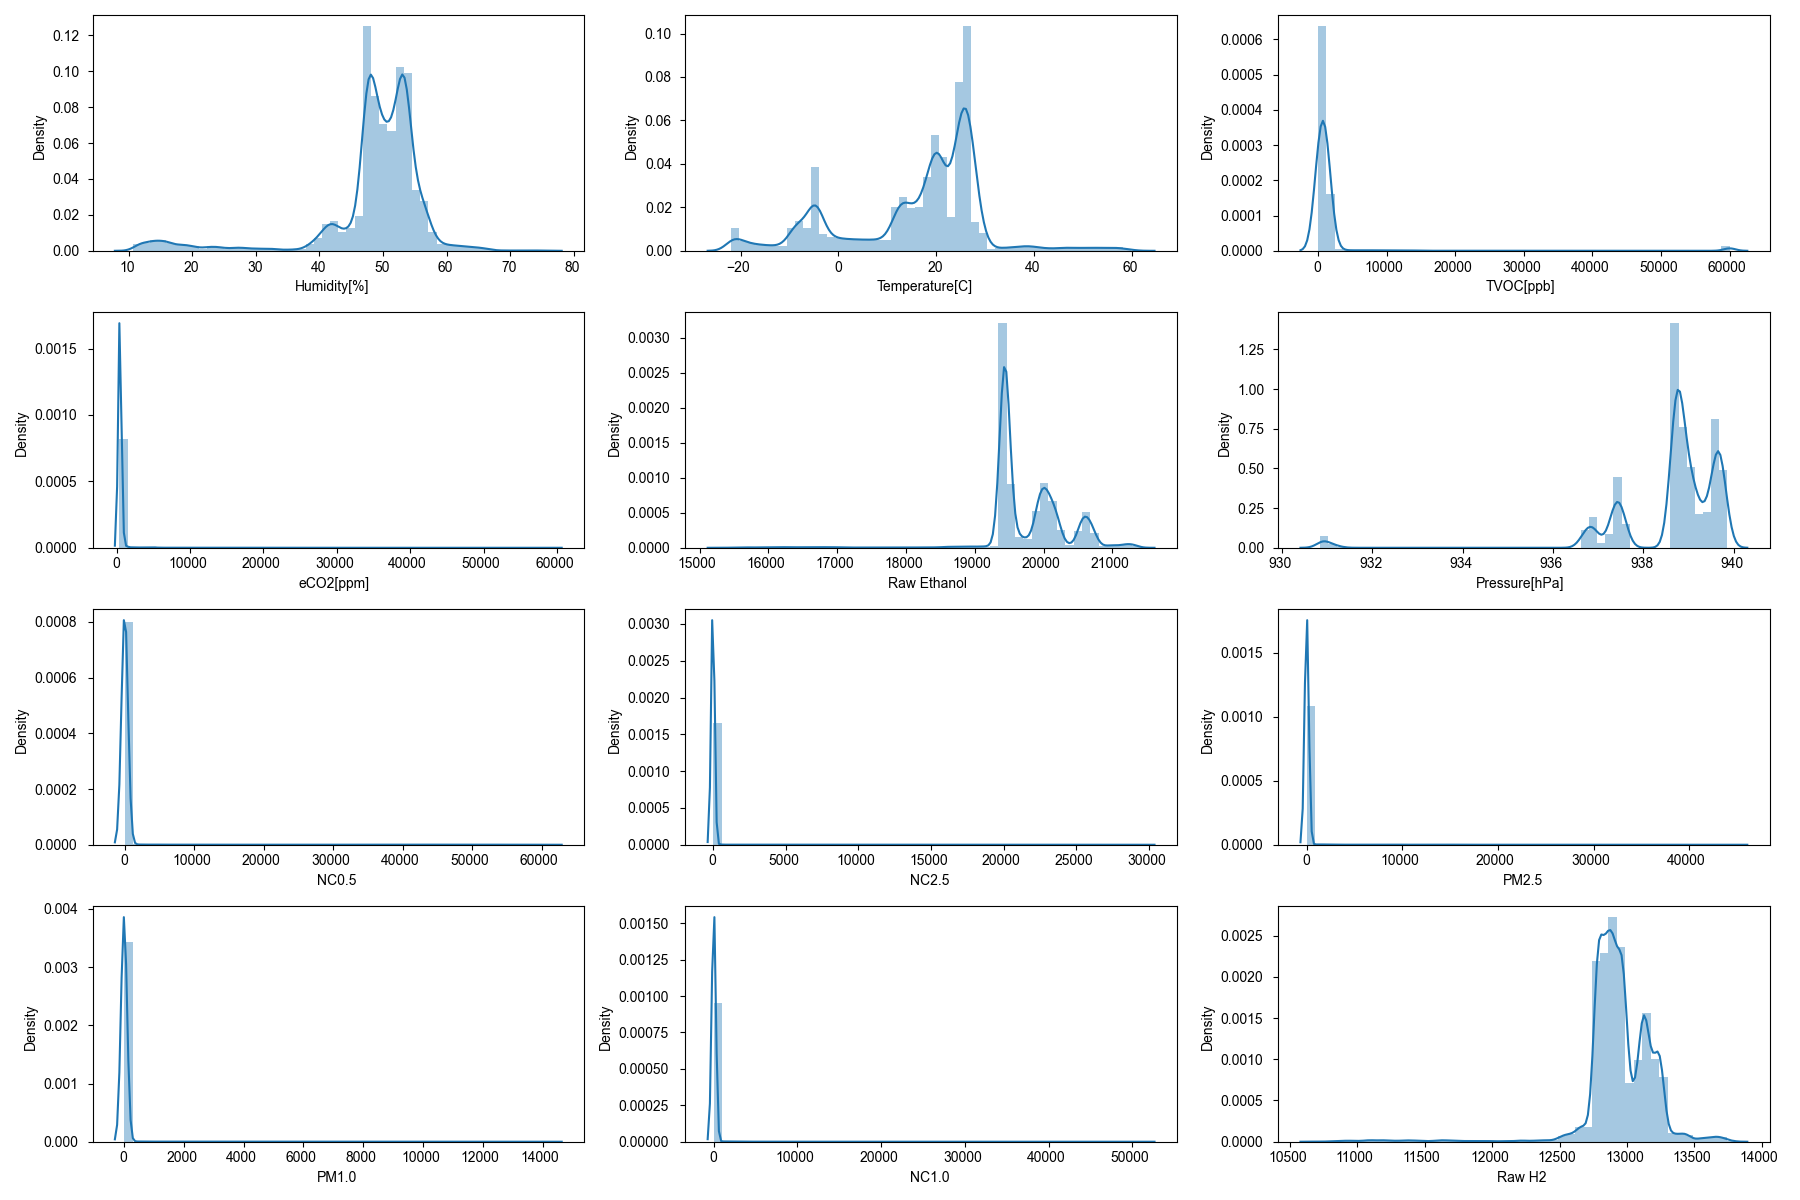 Density
0.12
0.10
0.08
0.06
0.04
0.02
0.00
10 20 30 40 50 60 70 80
Humidity[%]
Density
0.10
0.08
0.06
0.04
0.02
0.00
−20 0 20 40 60
Temperature[C]
Density
0.0006
0.0005
0.0004
0.0003
0.0002
0.0001
0.0000
0 10000 20000 30000 40000 50000 60000
TVOC[ppb]
Density
0.0015
0.0010
0.0005
0.0000
0 10000 20000 30000 40000 50000 60000
eCO2[ppm]
Density
0.0030
0.0025
0.0020
0.0015
0.0010
0.0005
0.0000
15000 16000 17000 18000 19000 20000 21000
Raw Ethanol
Density
1.25
1.00
0.75
0.50
0.25
0.00
930 932 934 936 938 940
Pressure[hPa]
Density
0.0008
0.0006
0.0004
0.0002
0.0000
0 10000 20000 30000 40000 50000 60000
NC0.5
Density
0.0030
0.0025
0.0020
0.0015
0.0010
0.0005
0.0000
0 5000 10000 15000 20000 25000 30000
NC2.5
Density
0.0015
0.0010
0.0005
0.0000
0 10000 20000 30000 40000
PM2.5
Density
0.004
0.003
0.002
0.001
0.000
0 2000 4000 6000 8000 10000 12000 14000
PM1.0
Density
0.00150
0.00125
0.00100
0.00075
0.00050
0.00025
0.00000
0 10000 20000 30000 40000 50000
NC1.0
Density
0.0025
0.0020
0.0015
0.0010
0.0005
0.0000
10500 11000 11500 12000 12500 13000 13500 14000
Raw H2